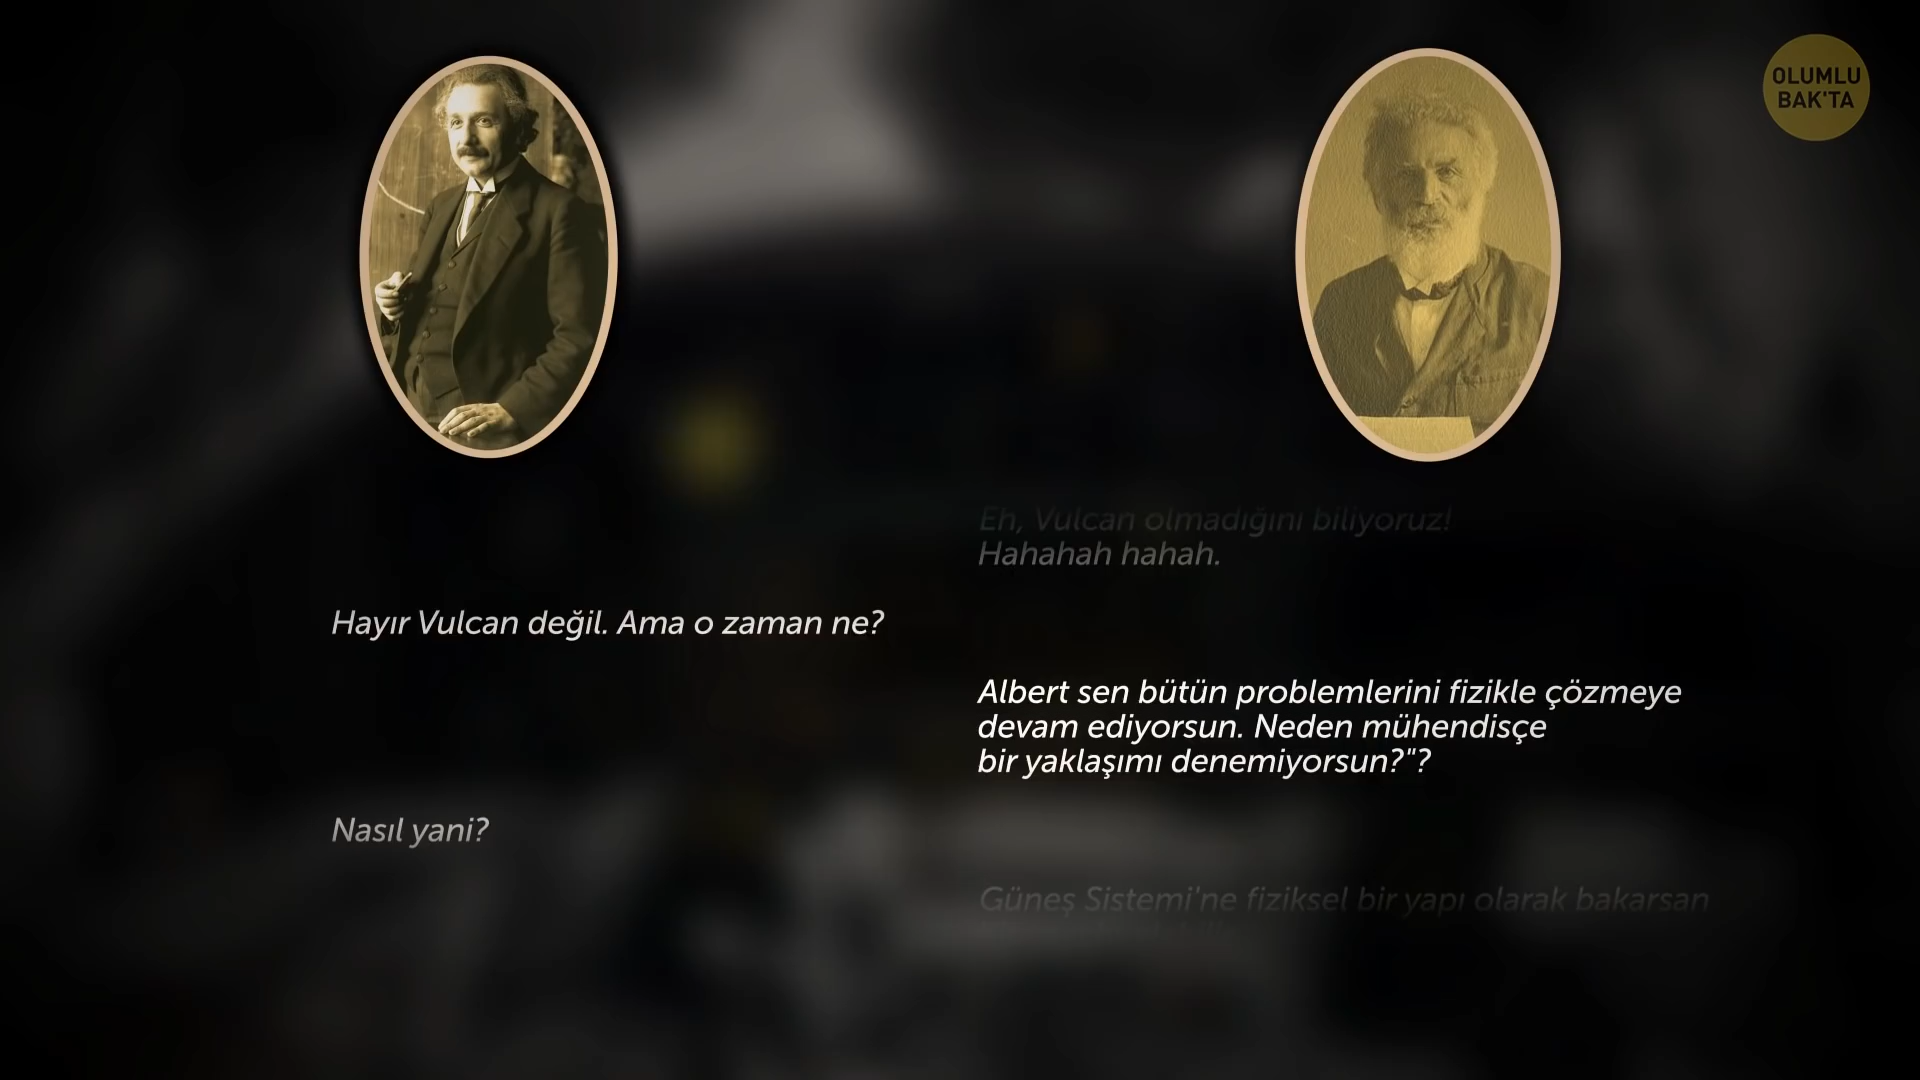 OLUMLU
BAK'TA
Eh, Vulcan olmadığını biliyoruz!
Hahahah hahah.
Hayır Vulcan değil. Ama o zaman ne?
Albert sen bütün problemlerini fizikle çözmeye
devam ediyorsun. Neden mühendisçe
bir yaklaşımı denemiyorsun?"?
Nasıl yani?
Güneş Sistemi'ne fiziksel bir yapı olarak bakarsan